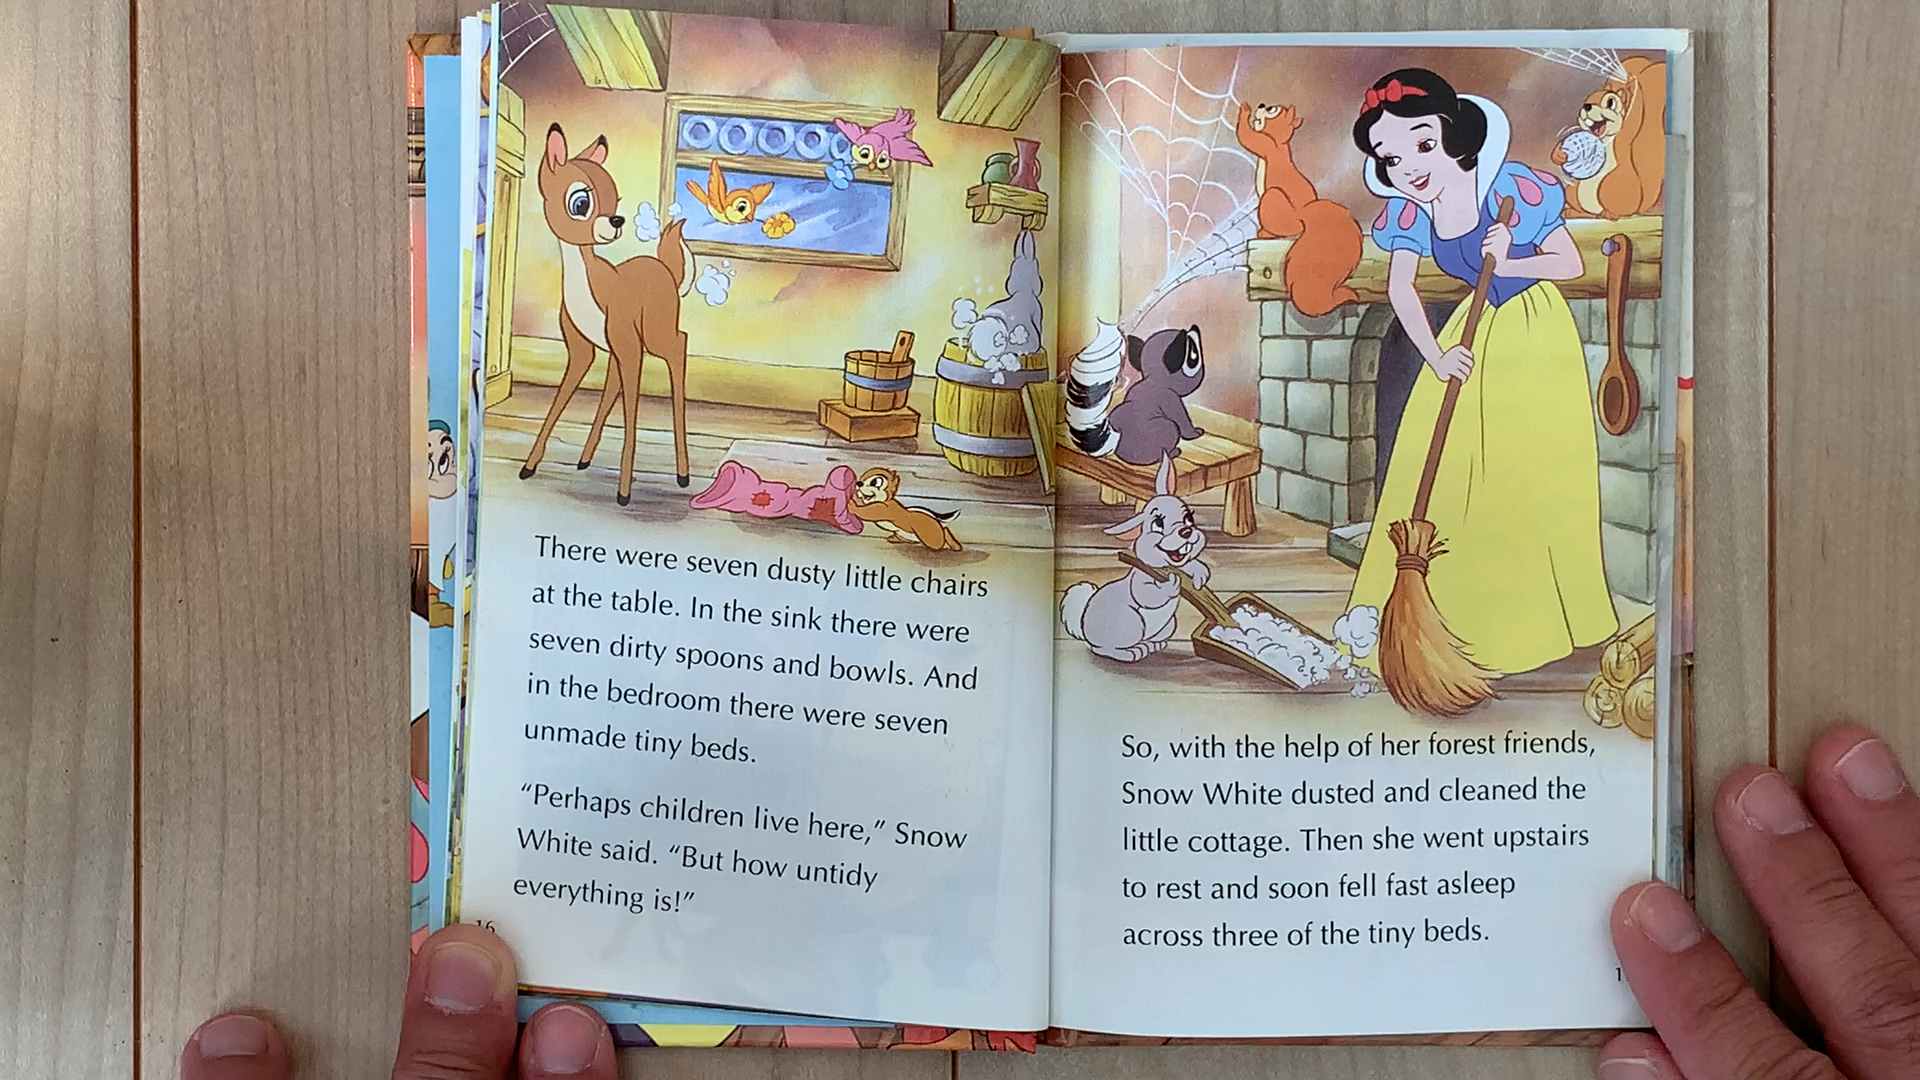 There were seven dusty little chairs
at the table. In the sink there were
seven dirty spoons and bowls. And
in the bedroom there were seven
unmade tiny beds.
“Perhaps children live here,” Snow
White said. “But how untidy
everything is!”
16
So, with the help of her forest friends,
Snow White dusted and cleaned the
little cottage. Then she went upstairs
to rest and soon fell fast asleep
across three of the tiny beds.